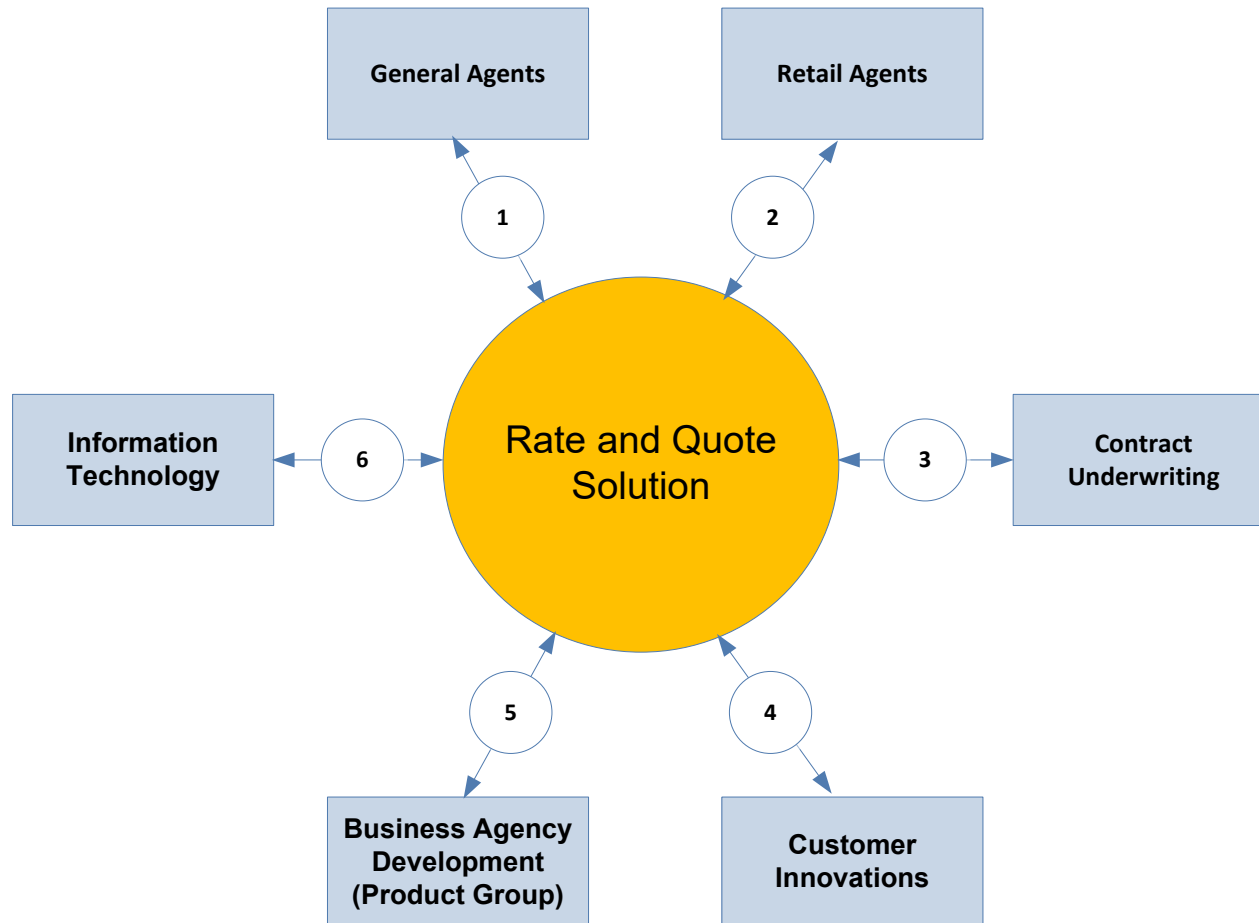 General Agents
Retail Agents
1
2
Rate and Quote
Solution
Information
Technology
6
3
Contract
Underwriting
5
4
Business Agency
Development
(Product Group)
Customer
Innovations